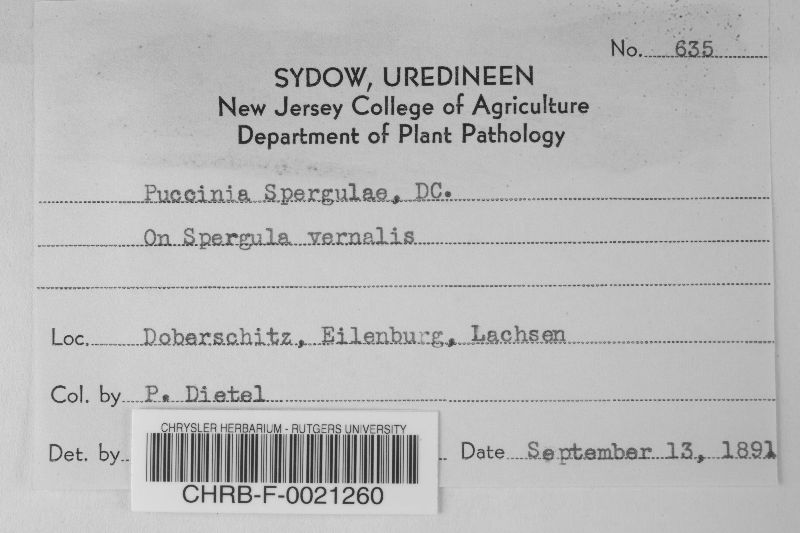 No. 635
SYDOW, UREDINEEN
New Jersey College of Agriculture
Department of Plant Pathology
Puccinia Spergulae, DC.
On Spergula vernalis
Loc. Doberschitz, Eilenburg, Lachsen
Col. by P. Dietel
Det. by
Date September 13, 1891
CHRYSLER HERBARIUM - RUTGERS UNIVERSITY
CHRB-F-0021260